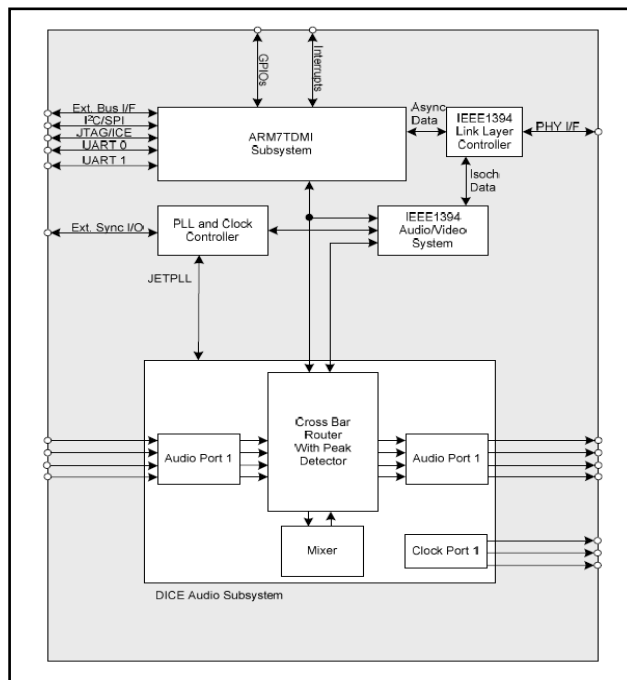 GPIOs
Interrupts
Ext. Bus I/F
I²C/SPI
JTAG/ICE
UART 0
UART 1
ARM7TDMI
Subsystem
Async
Data
IEEE1394
Link Layer
Controller
PHY I/F
Isoch
Data
Ext. Sync I/O
PLL and Clock
Controller
IEEE1394
Audio/Video
System
JETPLL
Cross Bar
Router
With Peak
Detector
Audio Port 1
Audio Port 1
Mixer
Clock Port 1
DICE Audio Subsystem